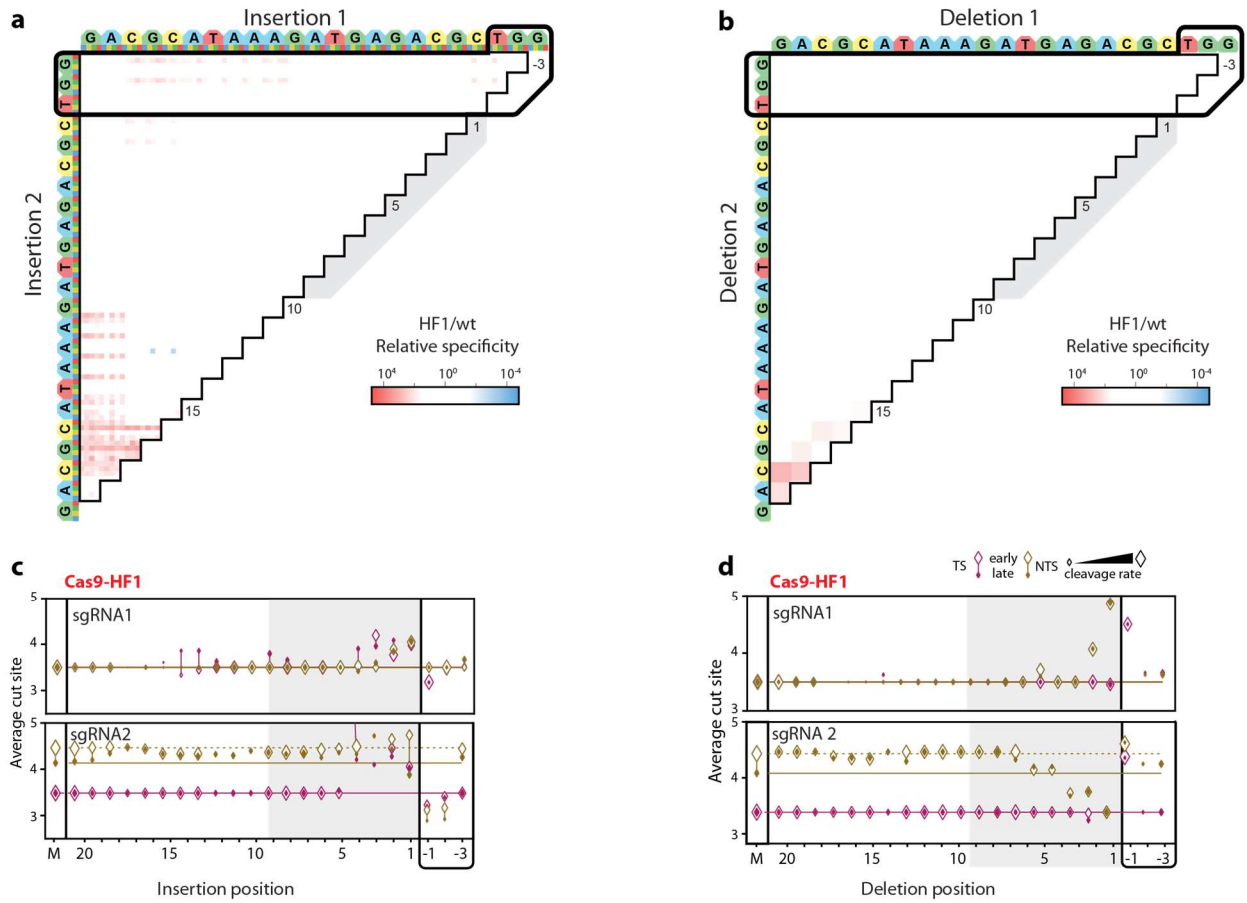 a
Insertion 1
G A C G C A T A A A G A T G A G A C G C T G G
G G T C G C A G A G T A G A A A T A C G C A G
Insertion 2
-3
1
5
10
15
HF1/wt
Relative specificity
10⁴ 10⁰ 10⁻⁴
b
Deletion 1
G A C G C A T A A A G A T G A G A C G C T G G
G G T C G C A G A G T A G A A A T A C G C A G
Deletion 2
-3
1
5
10
15
HF1/wt
Relative specificity
10⁴ 10⁰ 10⁻⁴
c
Cas9-HF1
Average cut site
sgRNA1
5
4
3
sgRNA2
5
4
3
M 20 15 10 5 1 -1 -3
Insertion position
d
TS early late NTS cleavage rate
Cas9-HF1
Average cut site
sgRNA1
5
4
3
sgRNA 2
5
4
3
M 20 15 10 5 1 -1 -3
Deletion position